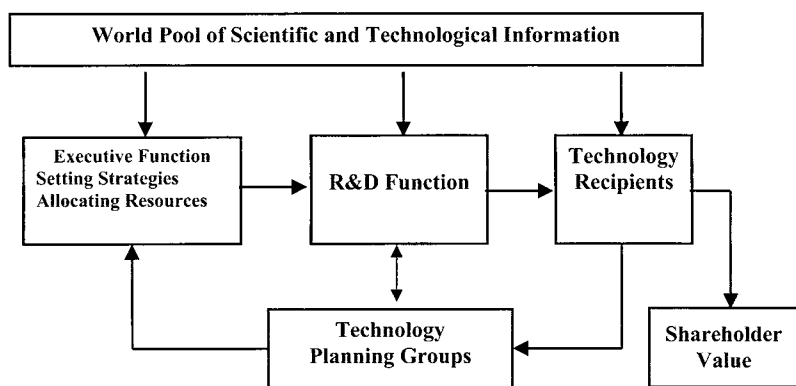 World Pool of Scientific and Technological Information
Executive Function
Setting Strategies
Allocating Resources
R&D Function
Technology
Recipients
Technology
Planning Groups
Shareholder
Value